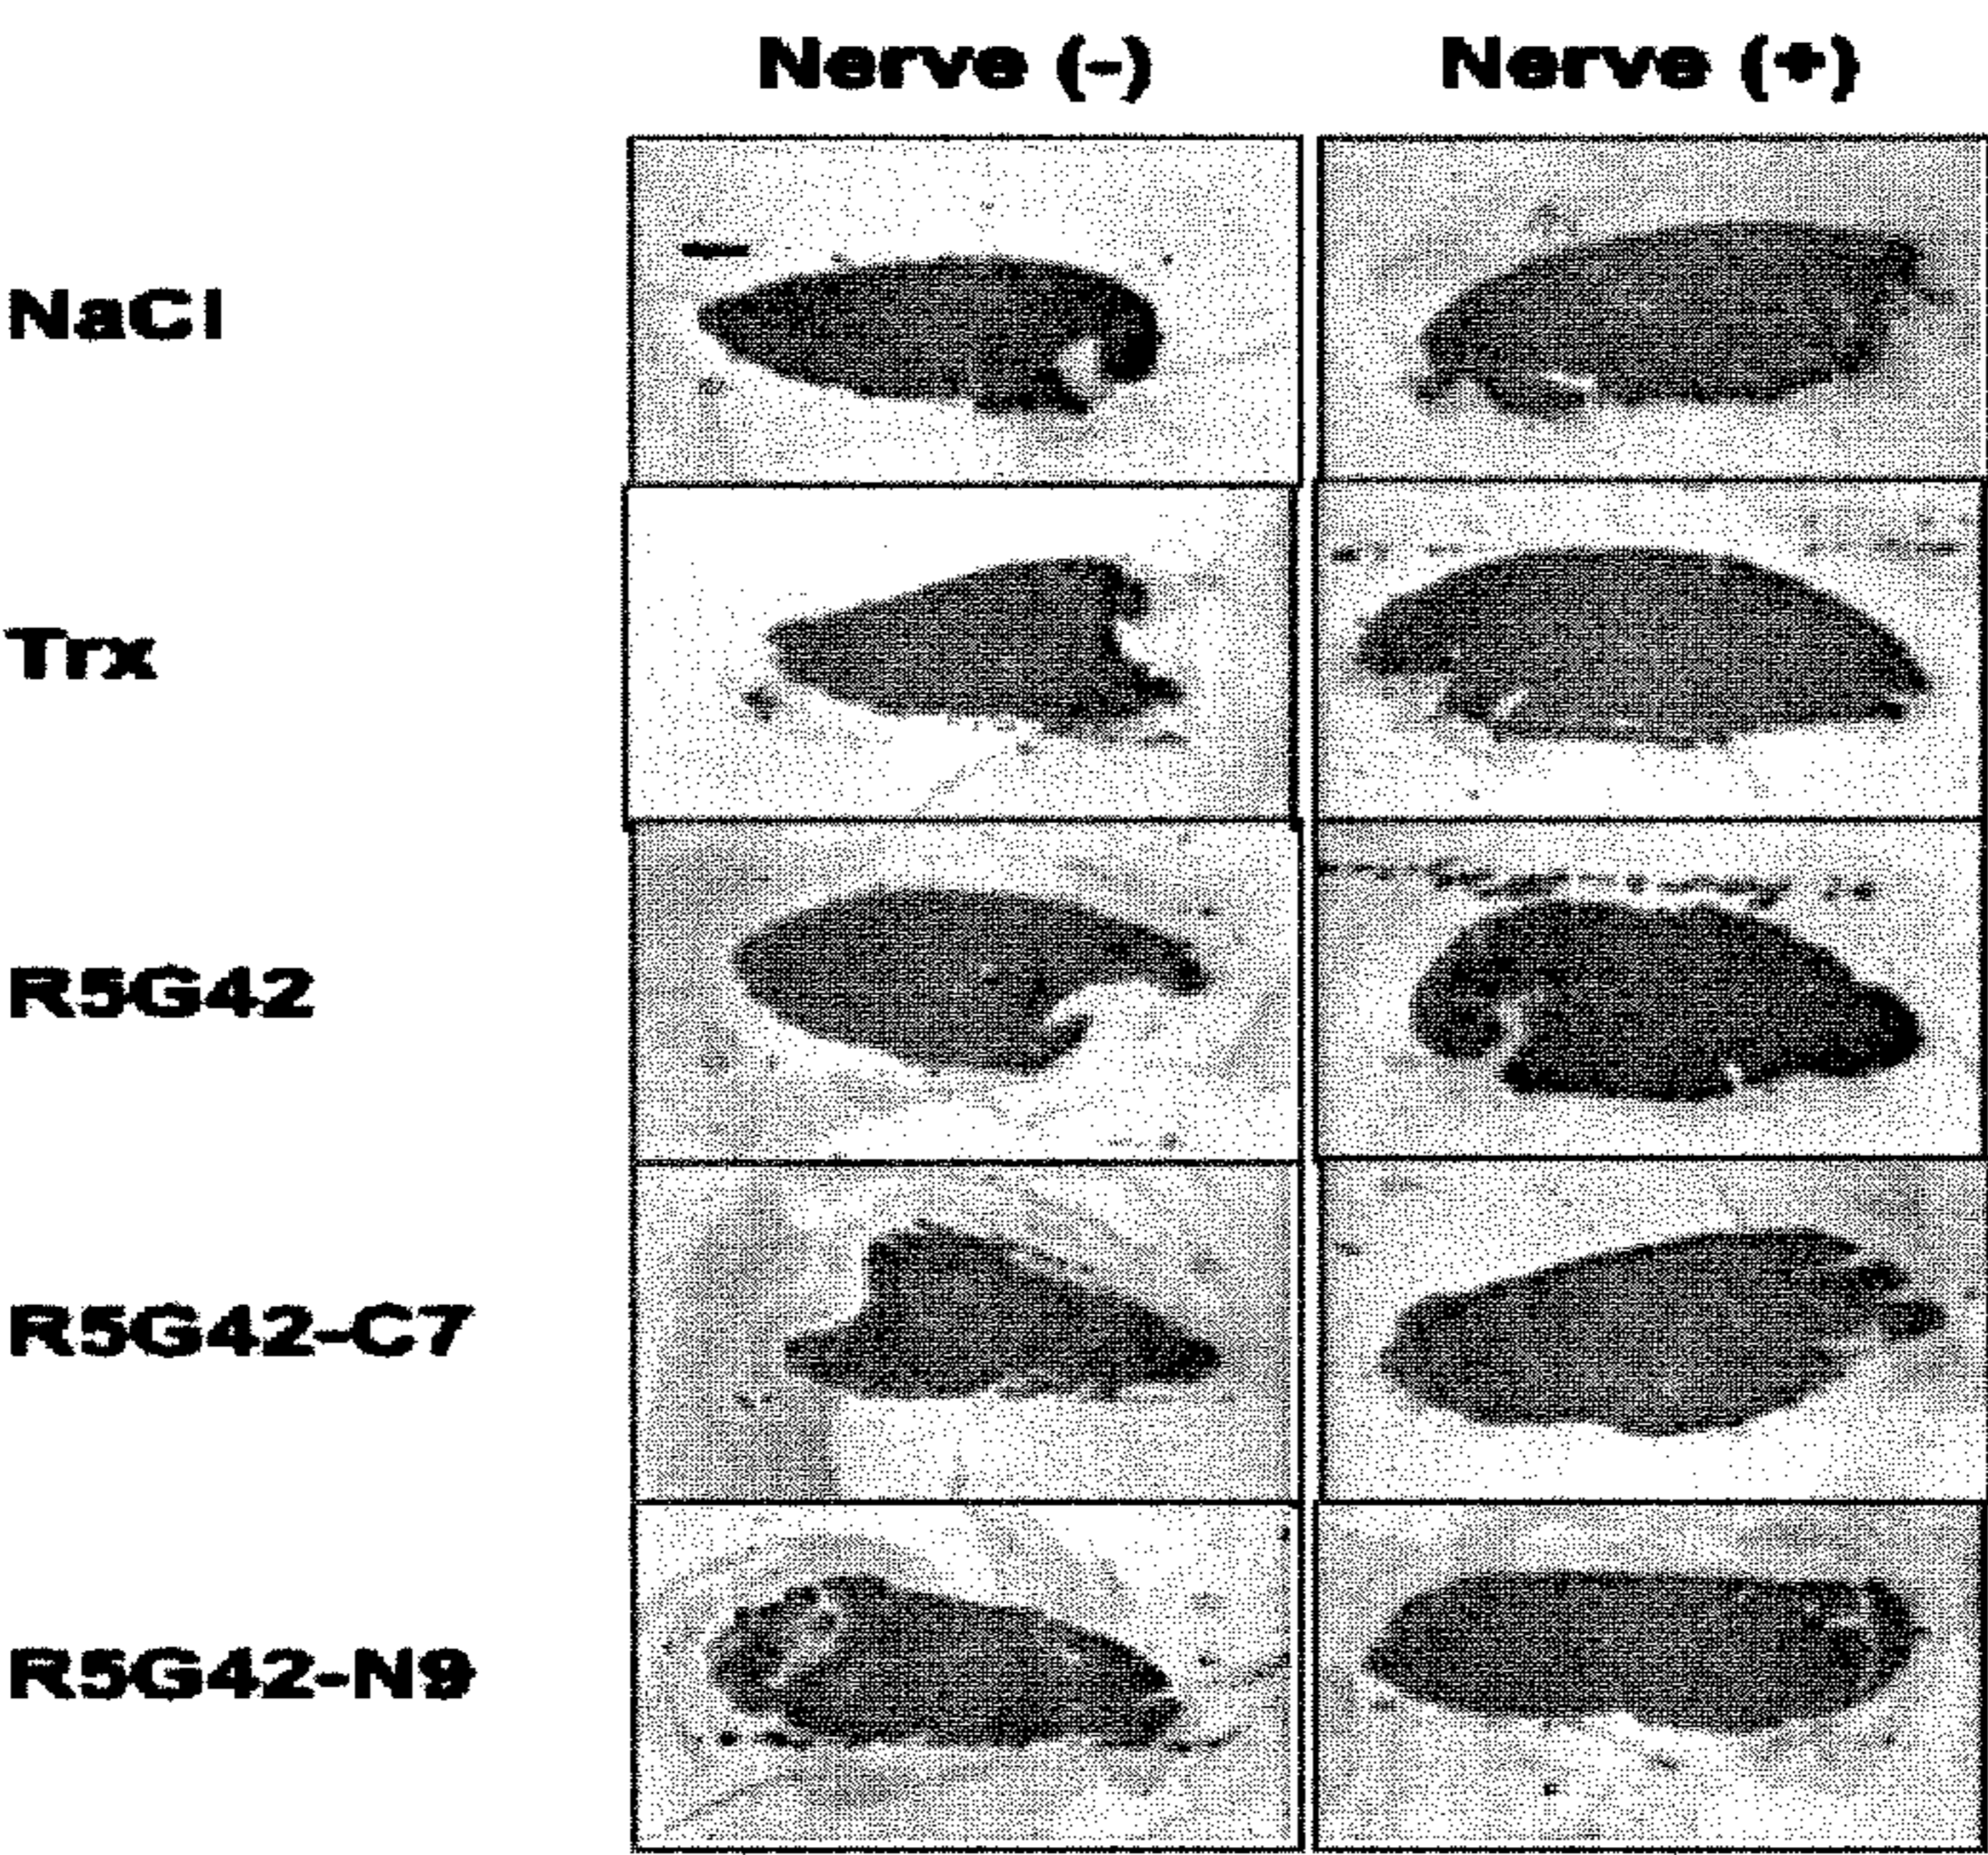 Nerve (-) Nerve (+)
NaCl
Trx
R5G42
R5G42-C7
R5G42-N9